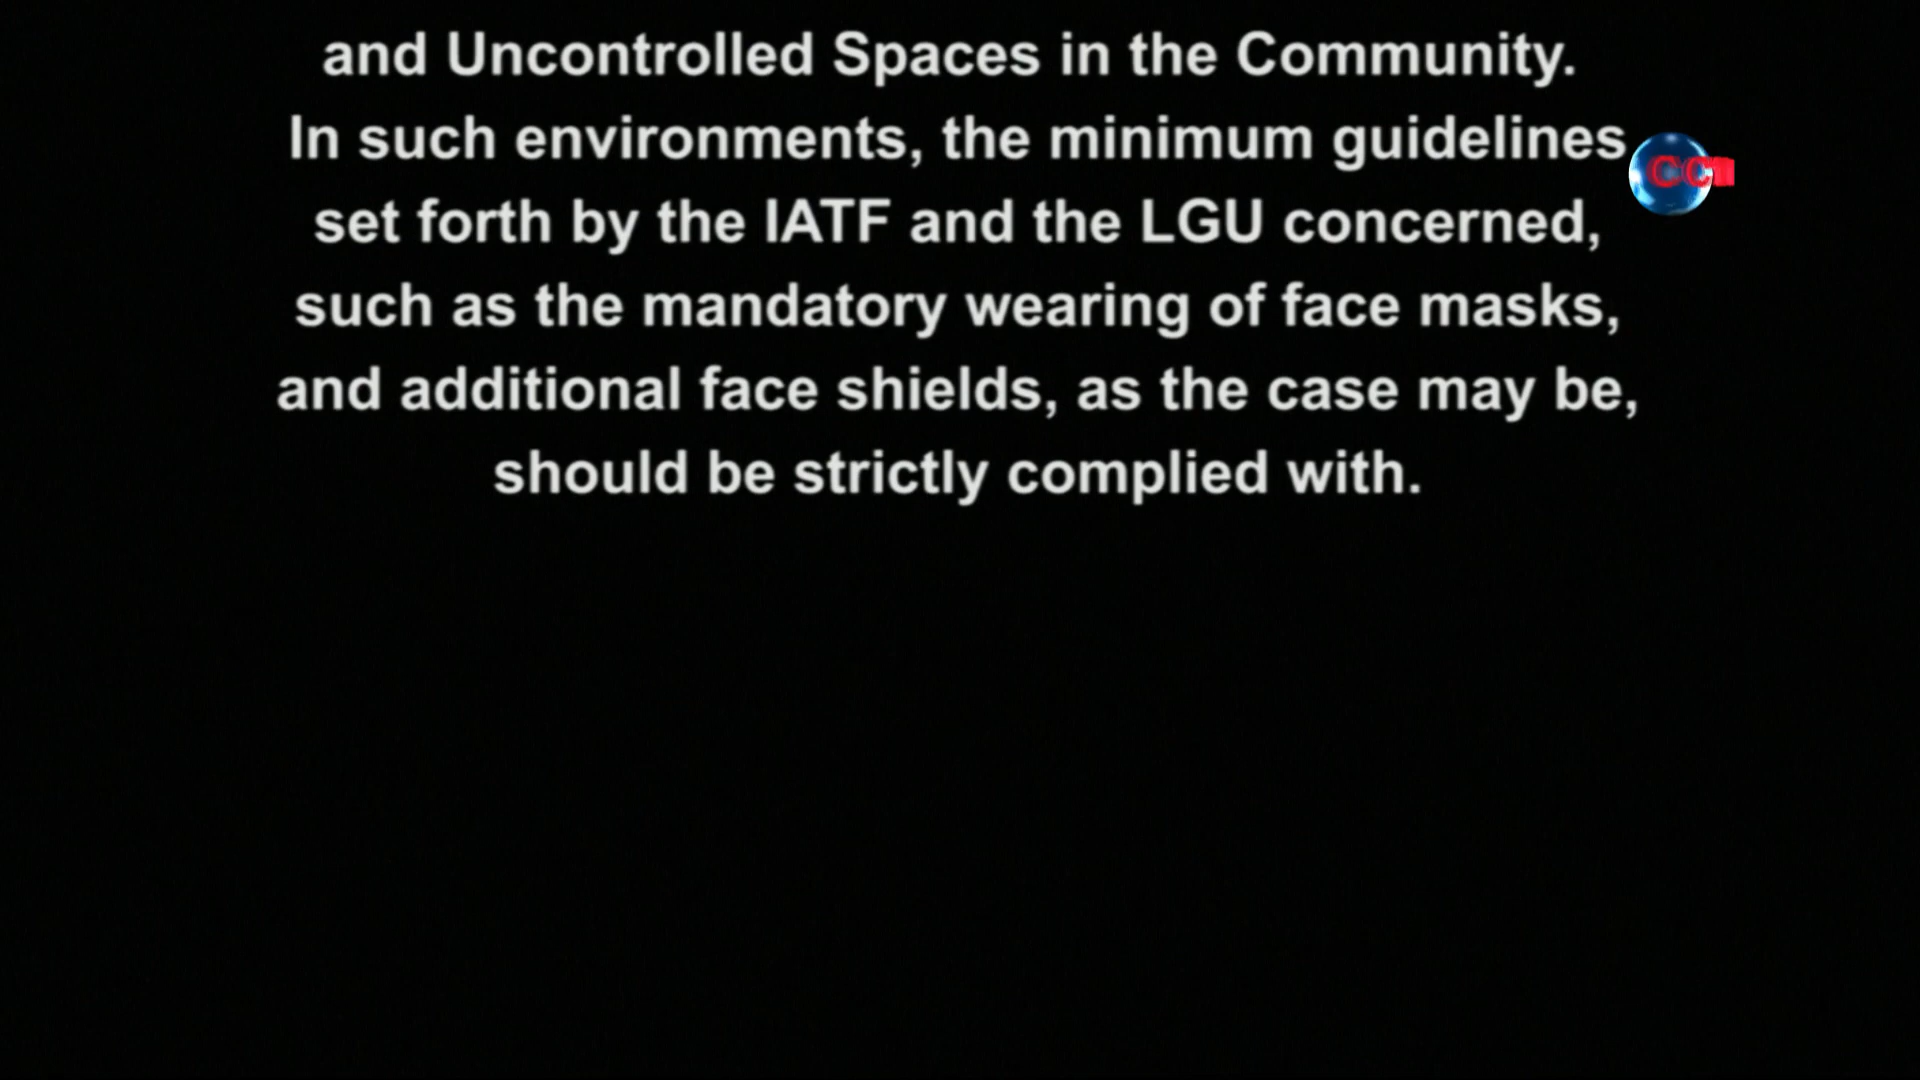 and Uncontrolled Spaces in the Community.
In such environments, the minimum guidelines
set forth by the IATF and the LGU concerned,
such as the mandatory wearing of face masks,
and additional face shields, as the case may be,
should be strictly complied with.